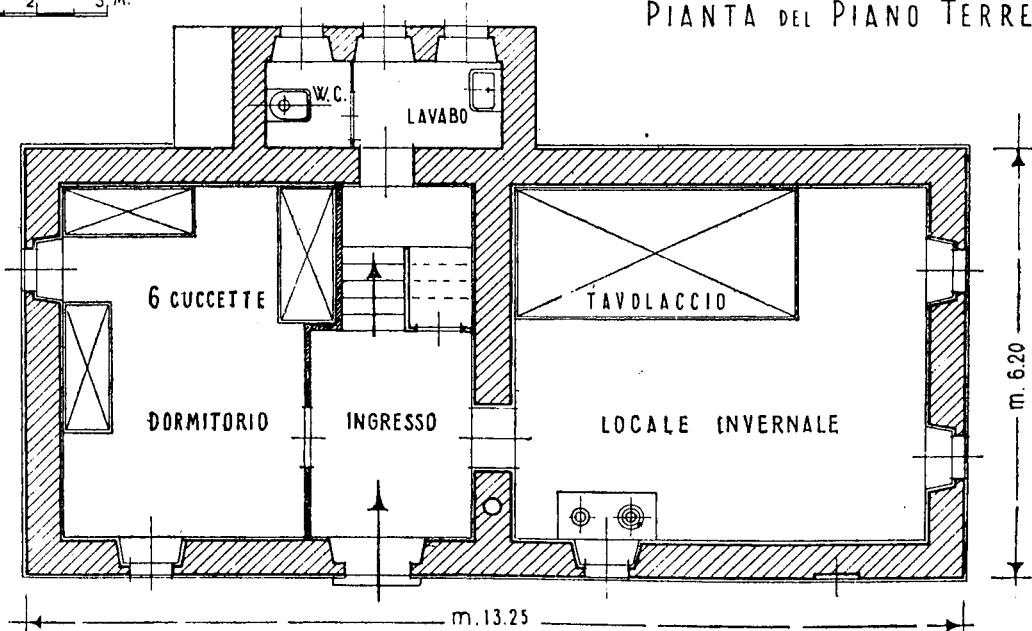 2 3 M.
PIANTA DEL PIANO TERRE
W.C.
LAVABO
6 CUCCETTE
TAVOLACCIO
DORMITORIO
INGRESSO
LOCALE INVERNALE
m. 6.20
m. 13.25